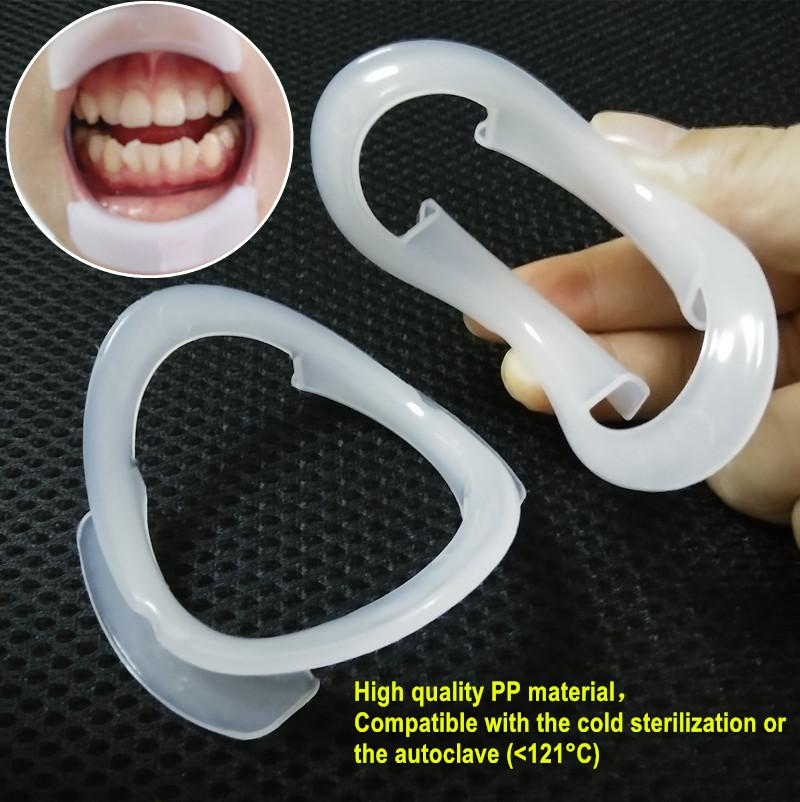 High quality PP material，
Compatible with the cold sterilization or
the autoclave (<121°C)